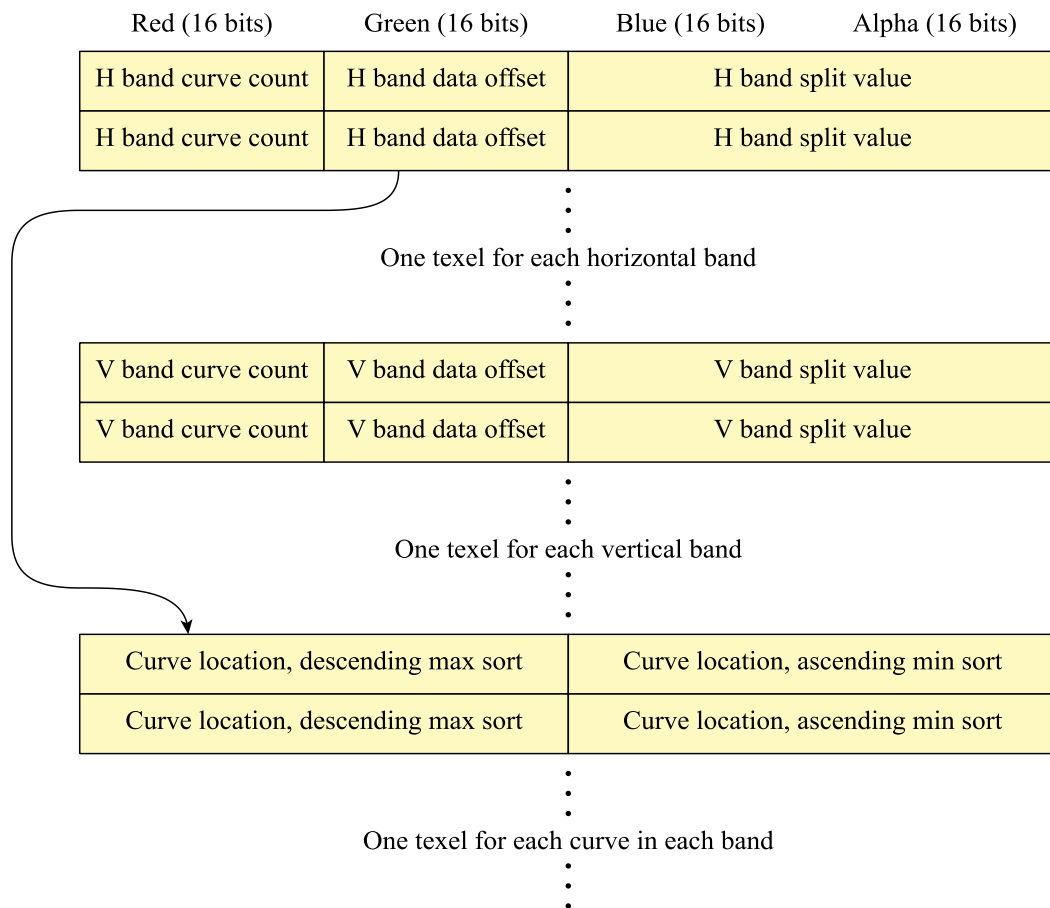 Red (16 bits) Green (16 bits) Blue (16 bits) Alpha (16 bits)
H band curve count H band data offset H band split value
H band curve count H band data offset H band split value
One texel for each horizontal band
V band curve count V band data offset V band split value
V band curve count V band data offset V band split value
One texel for each vertical band
Curve location, descending max sort Curve location, ascending min sort
Curve location, descending max sort Curve location, ascending min sort
One texel for each curve in each band